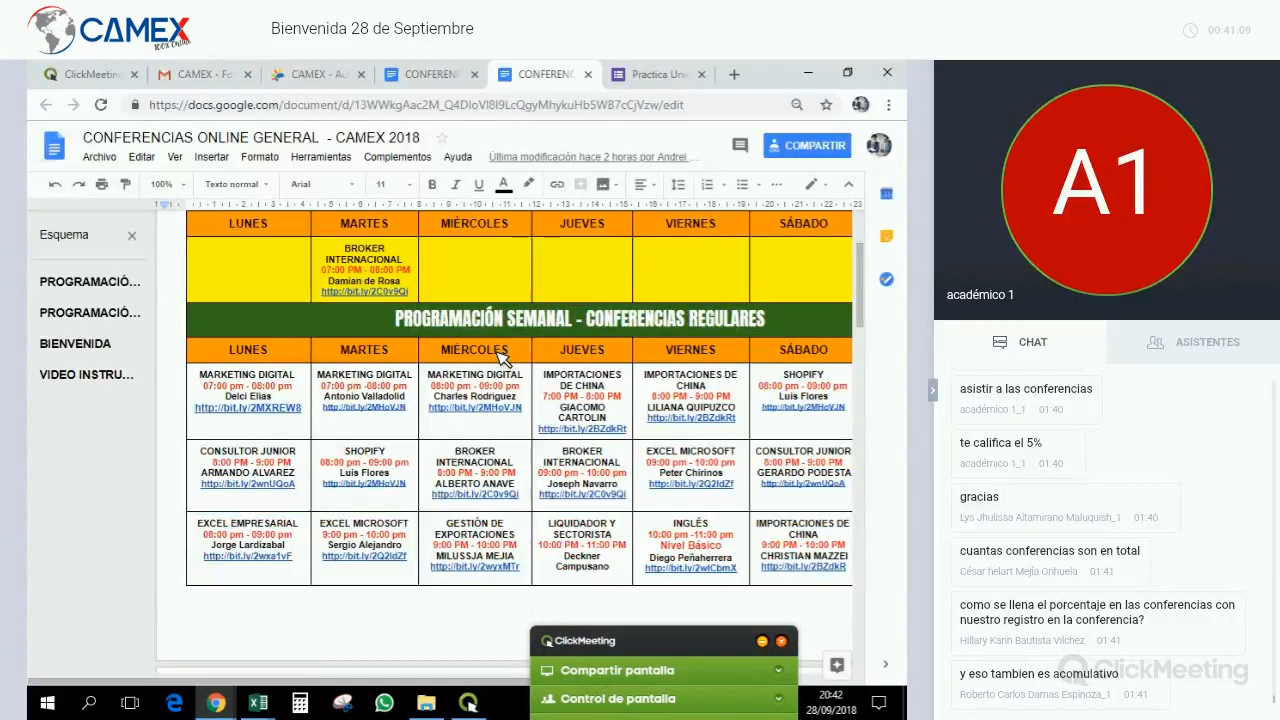 CAMEX
100% Online
Bienvenida 28 de Septiembre
00:41:09
ClickMeeting
CAMEX - Fo
CAMEX - Au
CONFERENC
CONFERENC
Practica Uni
https://docs.google.com/document/d/13WWkgAac2M_Q4DIoVI8I9LcQgyMhykuHb5WB7cCjVzw/edit
CONFERENCIAS ONLINE GENERAL - CAMEX 2018
COMPARTIR
Archivo Editar Ver Insertar Formato Herramientas Complementos Ayuda Última modificación hace 2 horas por Andrei ...
100% Texto normal Arial 11
Esquema
PROGRAMACIÓ...
PROGRAMACIÓ...
BIENVENIDA
VIDEO INSTRU...
LUNES MARTES MIÉRCOLES JUEVES VIERNES SÁBADO
BROKER
INTERNACIONAL
07:00 PM - 08:00 PM
Damian de Rosa
http://bit.ly/2C0v9Qi
PROGRAMACIÓN SEMANAL - CONFERENCIAS REGULARES
LUNES MARTES MIÉRCOLES JUEVES VIERNES SÁBADO
MARKETING DIGITAL
07:00 pm - 08:00 pm
Delci Elias
http://bit.ly/2MXREW8
MARKETING DIGITAL
07:00 pm -08:00 pm
Antonio Valladolid
http://bit.ly/2MHoVJN
MARKETING DIGITAL
08:00 pm - 09:00 pm
Charles Rodriguez
http://bit.ly/2MHoVJN
IMPORTACIONES
DE CHINA
7:00 PM - 8:00 PM
GIACOMO
CARTOLIN
http://bit.ly/2BZdkRt
IMPORTACIONES DE
CHINA
8:00 PM - 9:00 PM
LILIANA QUIPUZCO
http://bit.ly/2BZdkRt
SHOPIFY
08:00 pm - 09:00 pm
Luis Flores
http://bit.ly/2MHoVJN
CONSULTOR JUNIOR
8:00 PM - 9:00 PM
ARMANDO ALVAREZ
http://bit.ly/2wnUQoA
SHOPIFY
08:00 pm - 09:00 pm
Luis Flores
http://bit.ly/2MHoVJN
BROKER
INTERNACIONAL
8:00 PM - 9:00 PM
ALBERTO ANAVE
http://bit.ly/2C0v9Qi
BROKER
INTERNACIONAL
09:00 pm - 10:00 pm
Joseph Navarro
http://bit.ly/2C0v9Qi
EXCEL MICROSOFT
09:00 pm - 10:00 pm
Peter Chirinos
http://bit.ly/2Q2IdZf
CONSULTOR JUNIOR
8:00 PM - 9:00 PM
GERARDO PODESTA
http://bit.ly/2wnUQoA
EXCEL EMPRESARIAL
08:00 pm - 09:00 pm
Jorge Lardizabal
http://bit.ly/2wxa1vF
EXCEL MICROSOFT
9:00 pm - 10:00 pm
Sergio Alejandro
http://bit.ly/2Q2IdZf
GESTIÓN DE
EXPORTACIONES
9:00 PM - 10:00 PM
MILUSSJA MEJIA
http://bit.ly/2wyxMTr
LIQUIDADOR Y
SECTORISTA
10:00 PM - 11:00 PM
Deckner
Campusano
INGLÉS
10:00 pm -11:00 pm
Nivel Básico
Diego Peñaherrera
http://bit.ly/2wICbmX
IMPORTACIONES DE
CHINA
9:00 PM - 10:00 PM
CHRISTIAN MAZZEI
http://bit.ly/2BZdkR
ClickMeeting
Compartir pantalla
Control de pantalla
20:42
28/09/2018
A1
académico 1
CHAT
ASISTENTES
asistir a las conferencias
académico 1_1 01:40
te califica el 5%
académico 1_1 01:40
gracias
Lys Jhulissa Altamirano Maluquish_1 01:40
cuantas conferencias son en total
César helart Mejía Orihuela 01:41
como se llena el porcentaje en las conferencias con
nuestro registro en la conferencia?
Hillary Karin Bautista Vilchez 01:41
y eso tambien es acomulativo
Roberto Carlos Damas Espinoza_1 01:41
ClickMeeting